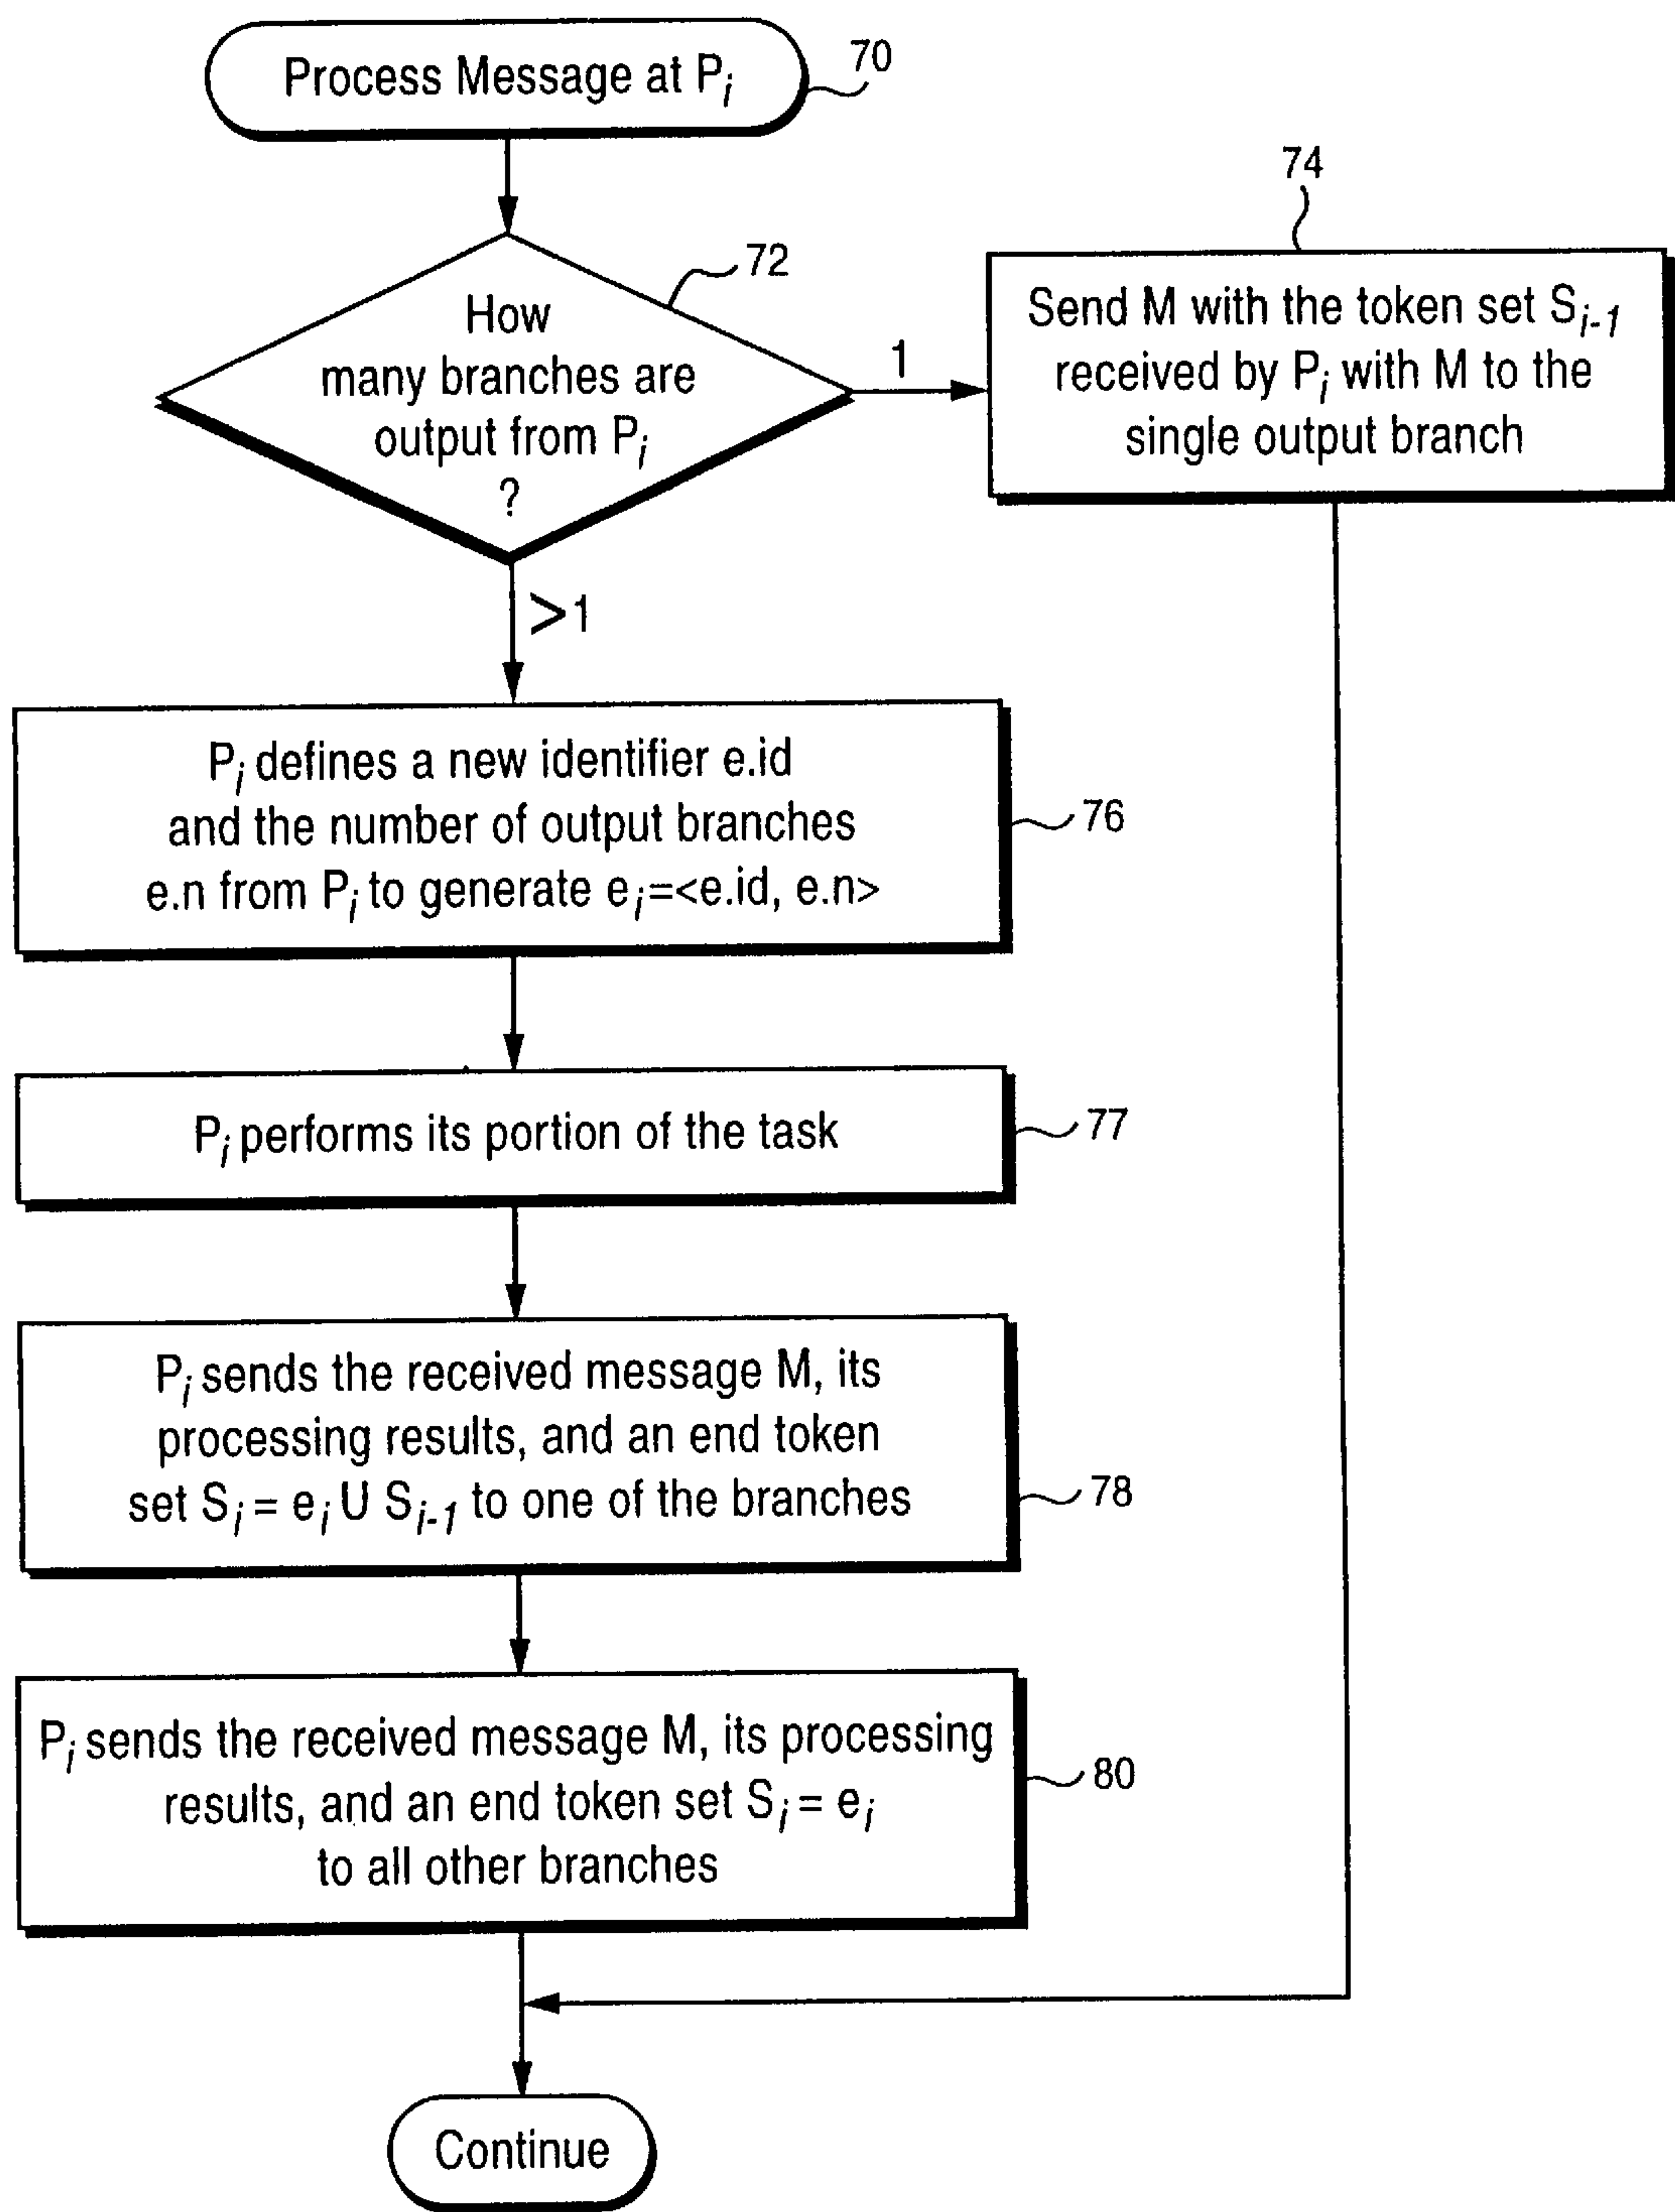 Process Message at Pi
70
72
How
many branches are
output from Pi
?
1
74
Send M with the token set Si-1
received by Pi with M to the
single output branch
>1
Pi defines a new identifier e.id
and the number of output branches
e.n from Pi to generate ei=<e.id, e.n>
76
Pi performs its portion of the task
77
Pi sends the received message M, its
processing results, and an end token
set Si = ei U Si-1 to one of the branches
78
Pi sends the received message M, its processing
results, and an end token set Si = ei
to all other branches
80
Continue